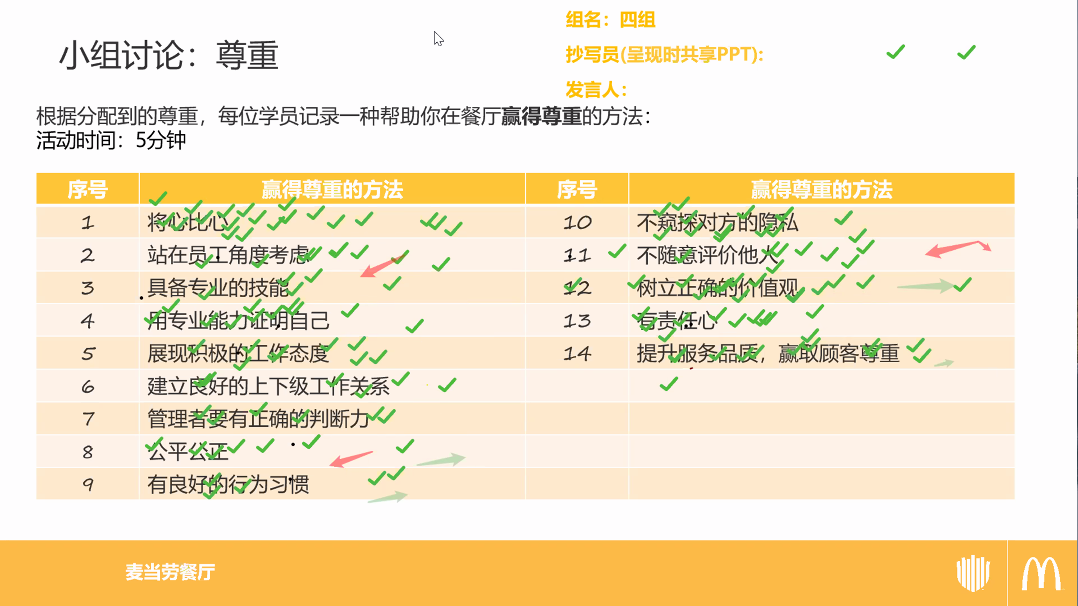 组名：四组
小组讨论：尊重
抄写员(呈现时共享PPT):
发言人：
根据分配到的尊重，每位学员记录一种帮助你在餐厅赢得尊重的方法：
活动时间：5分钟
序号 赢得尊重的方法 序号 赢得尊重的方法
1 将心比心 10 不窥探对方的隐私
2 站在员工角度考虑 11 不随意评价他人
3 具备专业的技能 12 树立正确的价值观
4 用专业能力证明自己 13 有责任心
5 展现积极的工作态度 14 提升服务品质，赢取顾客尊重
6 建立良好的上下级工作关系
7 管理者要有正确的判断力
8 公平公正
9 有良好的行为习惯
麦当劳餐厅